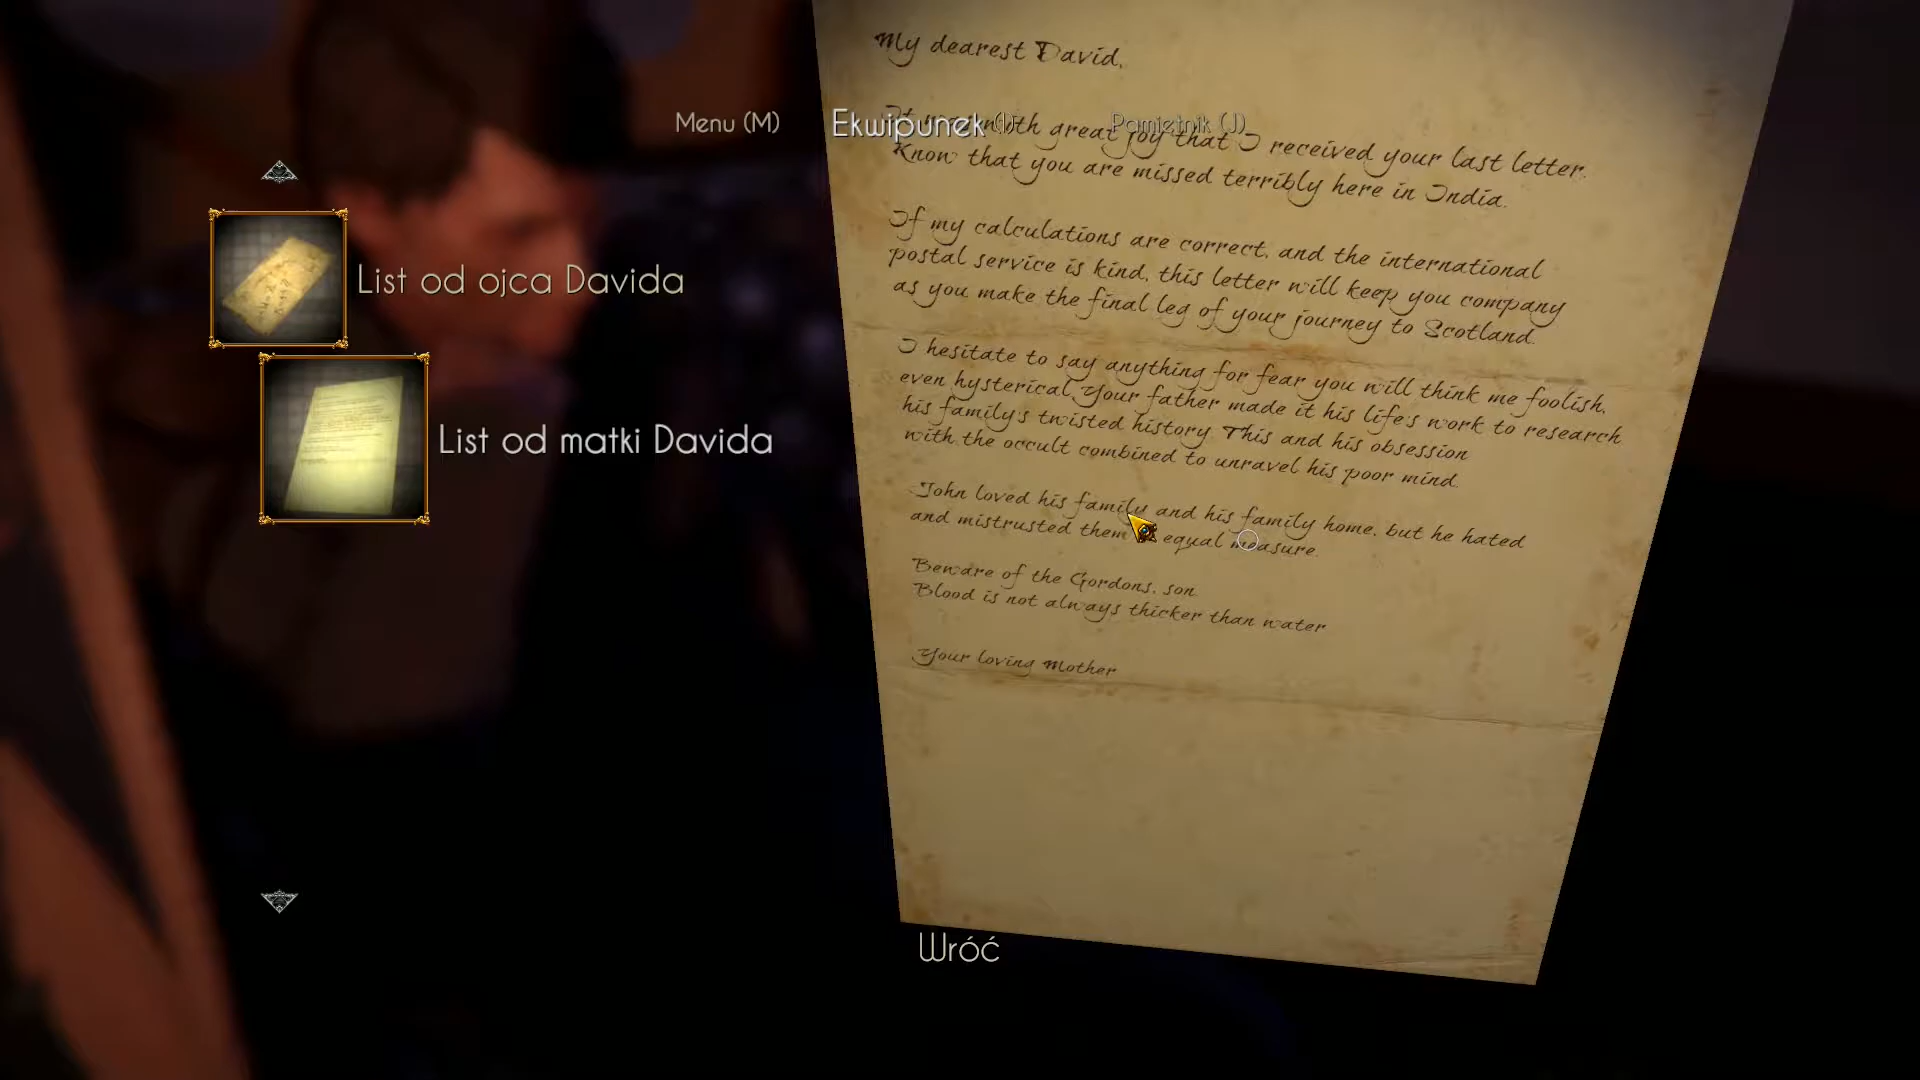 My dearest David,
Menu (M)
Ekwipunek (I)
Pamiętnik (J)
It with great joy that I received your last letter.
Know that you are missed terribly here in India.
If my calculations are correct, and the international
postal service is kind, this letter will keep you company
as you make the final leg of your journey to Scotland.
I hesitate to say anything for fear you will think me foolish,
even hysterical. Your father made it his life's work to research
his family's twisted history. This and his obsession
with the occult combined to unravel his poor mind.
John loved his family and his family home, but he hated
and mistrusted them equal measure.
Beware of the Gordons, son.
Blood is not always thicker than water
Your loving Mother
List od ojca Davida
List od matki Davida
Wróć